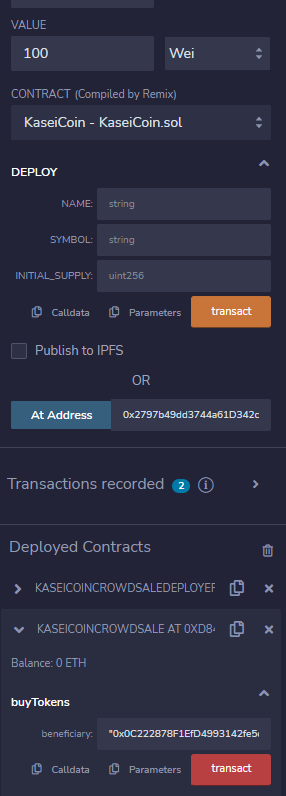 VALUE
100 Wei
CONTRACT (Compiled by Remix)
KaseiCoin - KaseiCoin.sol
DEPLOY
NAME: string
SYMBOL: string
INITIAL_SUPPLY: uint256
Calldata Parameters transact
Publish to IPFS
OR
At Address 0x2797b49dd3744a61D342c
Transactions recorded 2 i
Deployed Contracts
KASEICOINCROWDSALEDEPLOYER
KASEICOINCROWDSALE AT 0XD84
Balance: 0 ETH
buyTokens
beneficiary: "0x0C222878F1EfD4993142fe5
Calldata Parameters transact